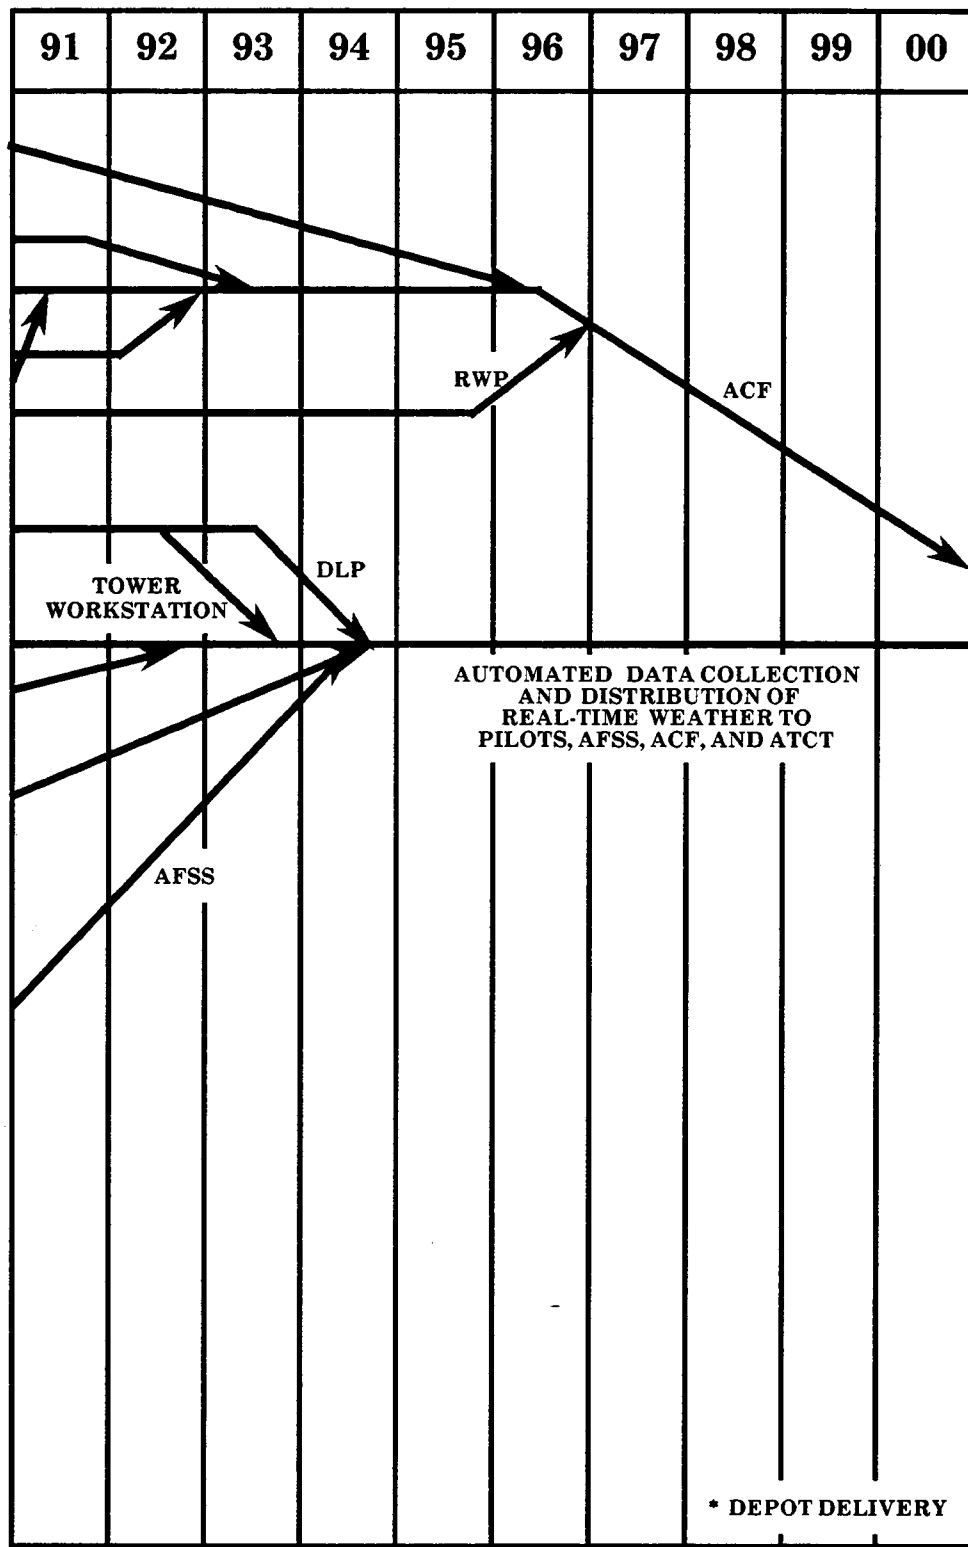 91 92 93 94 95 96 97 98 99 00
RWP
ACF
TOWER
WORKSTATION
DLP
AUTOMATED DATA COLLECTION
AND DISTRIBUTION OF
REAL-TIME WEATHER TO
PILOTS, AFSS, ACF, AND ATCT
AFSS
* DEPOT DELIVERY